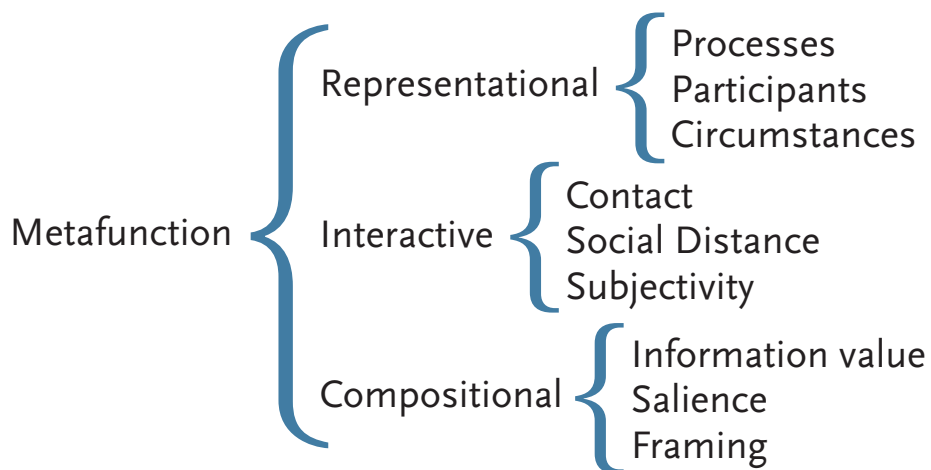 Metafunction
Representational
Processes
Participants
Circumstances
Interactive
Contact
Social Distance
Subjectivity
Compositional
Information value
Salience
Framing